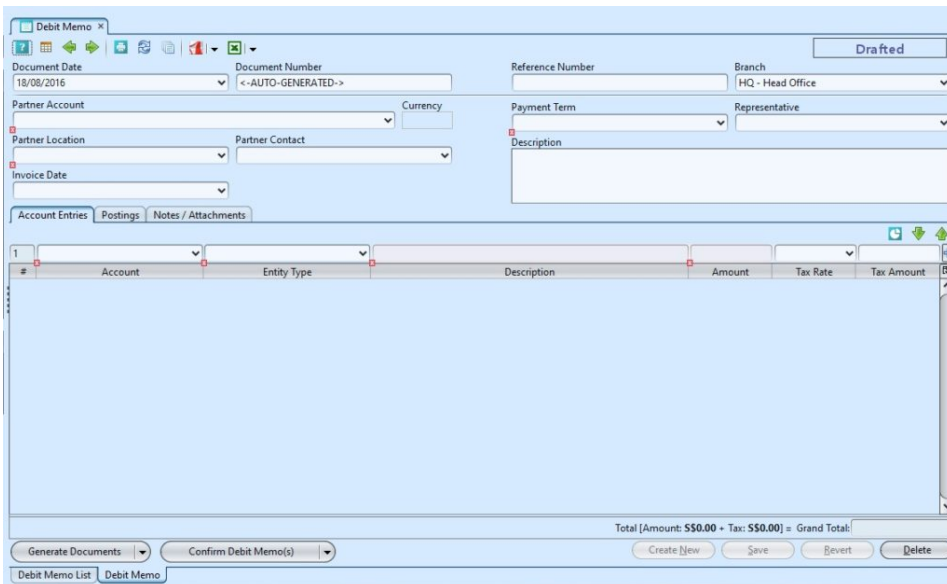 Debit Memo ×
Drafted
Document Date Document Number Reference Number Branch
18/08/2016 <-AUTO-GENERATED-> HQ - Head Office
Partner Account Currency Payment Term Representative
Partner Location Partner Contact Description
Invoice Date
Account Entries Postings Notes / Attachments
1
# Account Entity Type Description Amount Tax Rate Tax Amount
Total [Amount: S$0.00 + Tax: S$0.00] = Grand Total:
Generate Documents Confirm Debit Memo(s) Create New Save Revert Delete
Debit Memo List Debit Memo